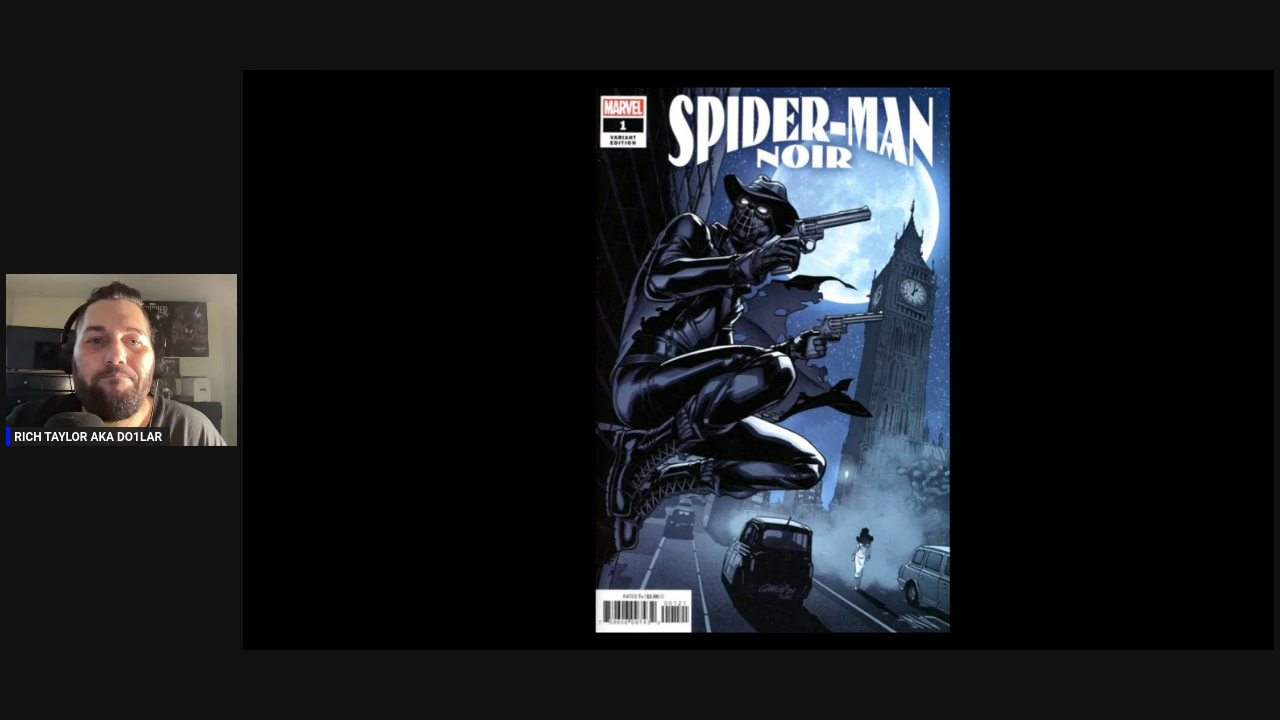 MARVEL
1
VARIANT
EDITION
SPIDER-MAN
NOIR
RICH TAYLOR AKA DO1LAR